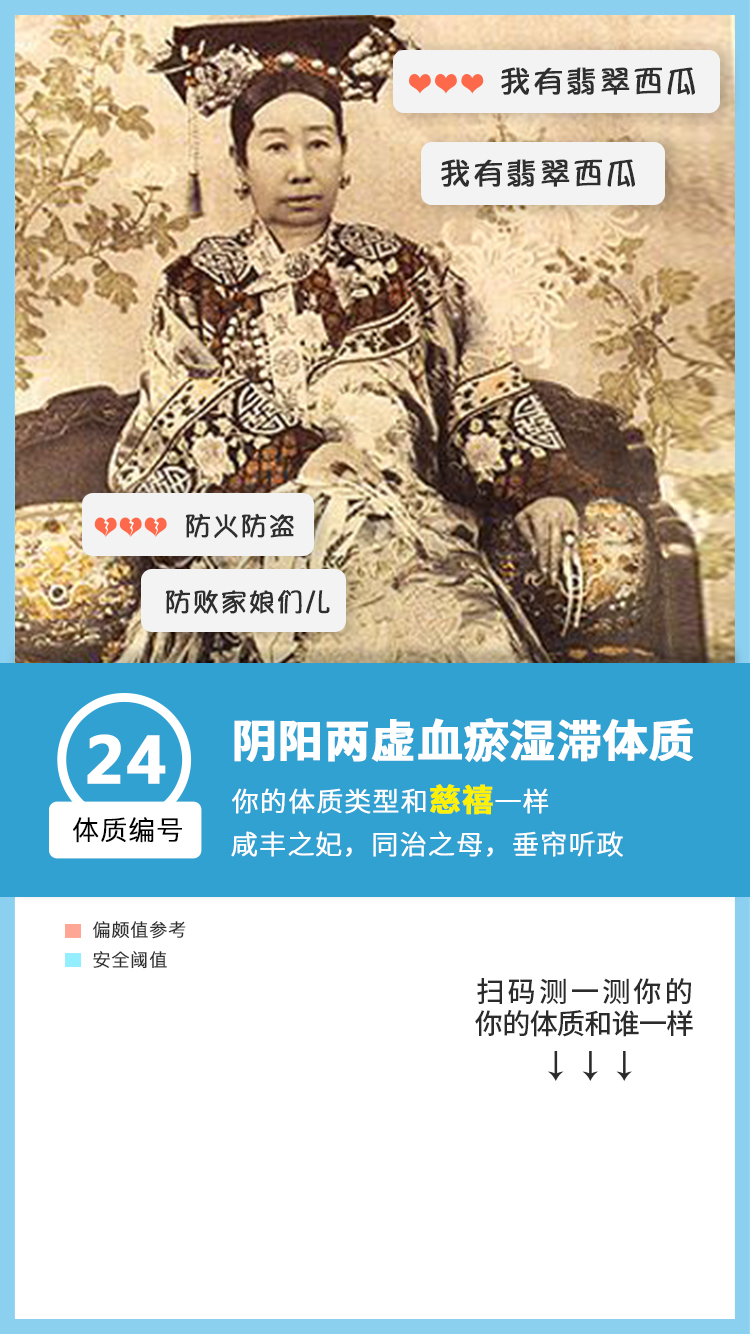 我有翡翠西瓜
我有翡翠西瓜
防火防盗
防败家娘们儿
24
体质编号
阴阳两虚血瘀湿滞体质
你的体质类型和慈禧一样
咸丰之妃，同治之母，垂帘听政
偏颇值参考
安全阈值
扫码测一测你的
你的体质和谁一样
↓ ↓ ↓